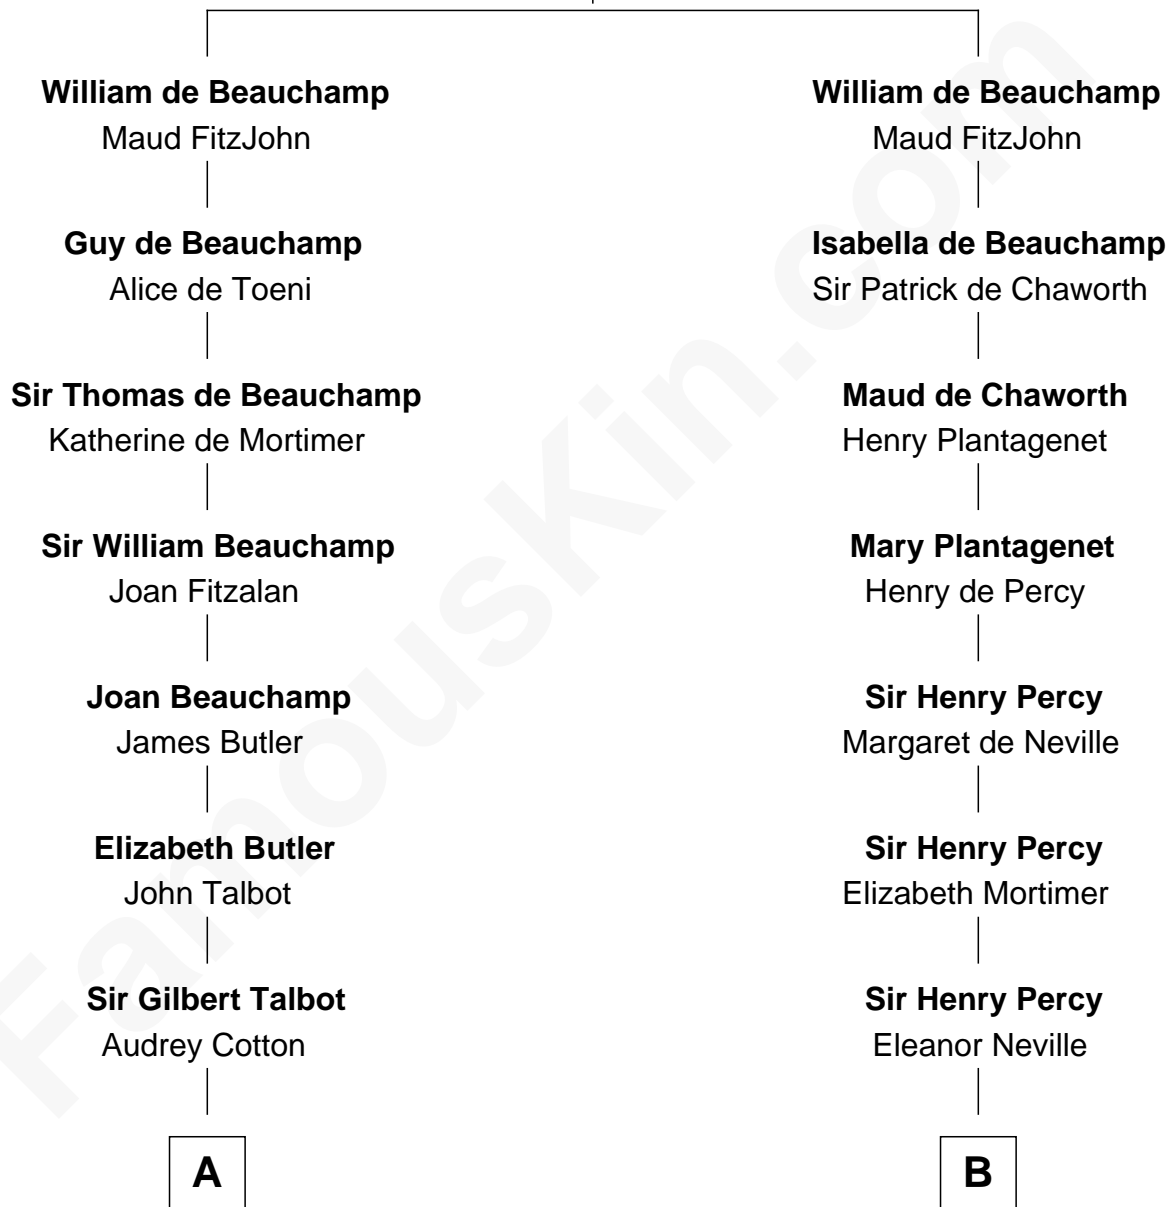 William de Beauchamp
Maud FitzJohn
Guy de Beauchamp
Alice de Toeni
Sir Thomas de Beauchamp
Katherine de Mortimer
Sir William Beauchamp
Joan Fitzalan
Joan Beauchamp
James Butler
Elizabeth Butler
John Talbot
Sir Gilbert Talbot
Audrey Cotton
A
William de Beauchamp
Maud FitzJohn
Isabella de Beauchamp
Sir Patrick de Chaworth
Maud de Chaworth
Henry Plantagenet
Mary Plantagenet
Henry de Percy
Sir Henry Percy
Margaret de Neville
Sir Henry Percy
Elizabeth Mortimer
Sir Henry Percy
Eleanor Neville
B
FamousKin.com